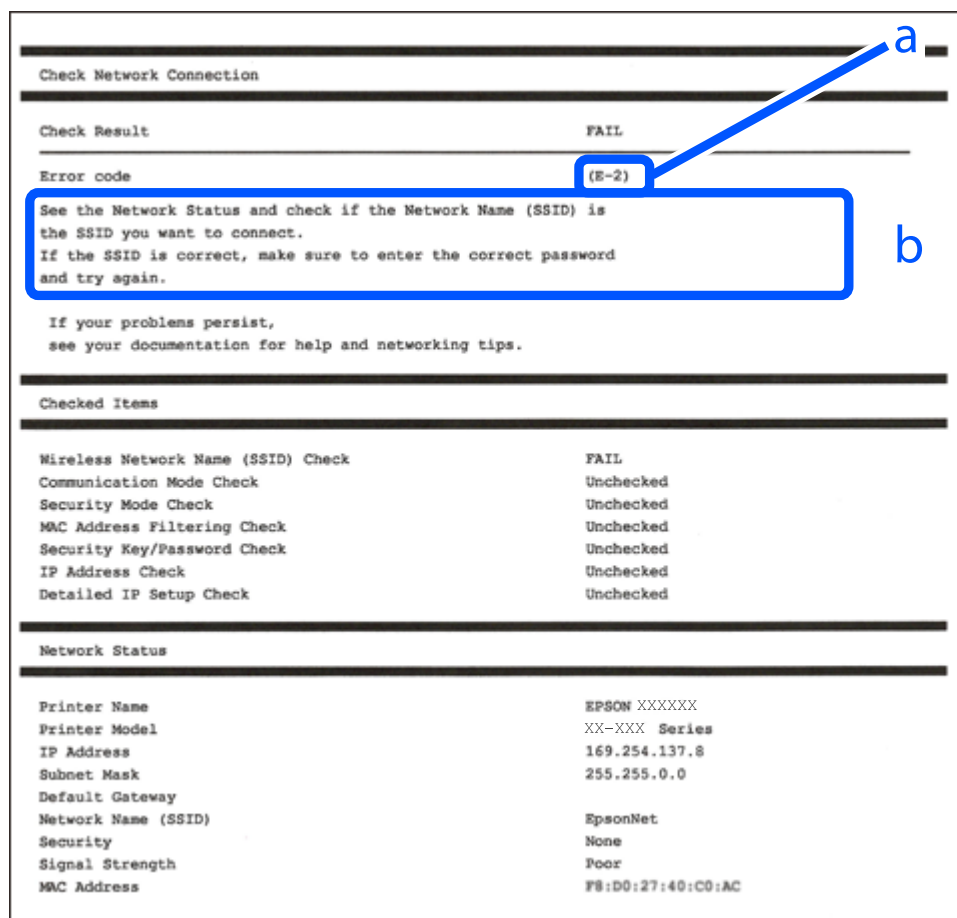 a
Check Network Connection
Check Result FAIL
Error code (E-2)
See the Network Status and check if the Network Name (SSID) is
the SSID you want to connect.
If the SSID is correct, make sure to enter the correct password
and try again.
b
If your problems persist,
see your documentation for help and networking tips.
Checked Items
Wireless Network Name (SSID) Check FAIL
Communication Mode Check Unchecked
Security Mode Check Unchecked
MAC Address Filtering Check Unchecked
Security Key/Password Check Unchecked
IP Address Check Unchecked
Detailed IP Setup Check Unchecked
Network Status
Printer Name EPSON XXXXXX
Printer Model XX-XXX Series
IP Address 169.254.137.8
Subnet Mask 255.255.0.0
Default Gateway
Network Name (SSID) EpsonNet
Security None
Signal Strength Poor
MAC Address F8:D0:27:40:C0:AC